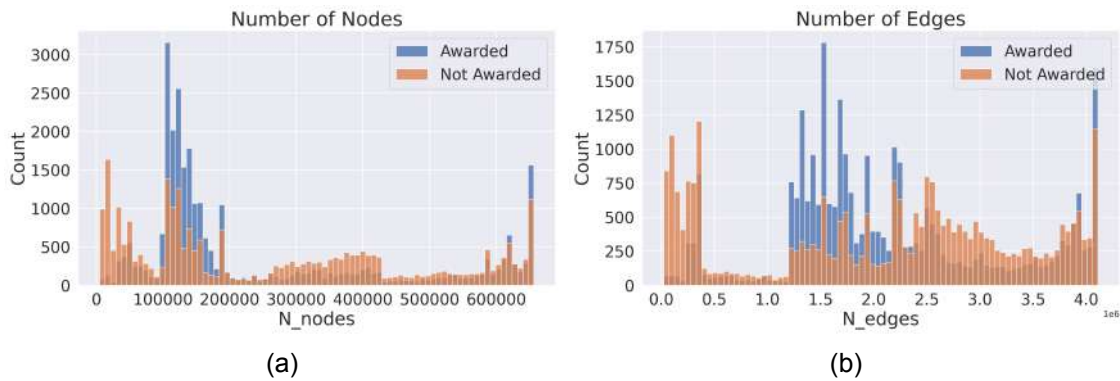 Number of Nodes
Awarded
Not Awarded
3000
2500
2000
1500
1000
500
0
Count
0 100000 200000 300000 400000 500000 600000
N_nodes
(a)
Number of Edges
Awarded
Not Awarded
1750
1500
1250
1000
750
500
250
0
Count
0.0 0.5 1.0 1.5 2.0 2.5 3.0 3.5 4.0
1e6
N_edges
(b)